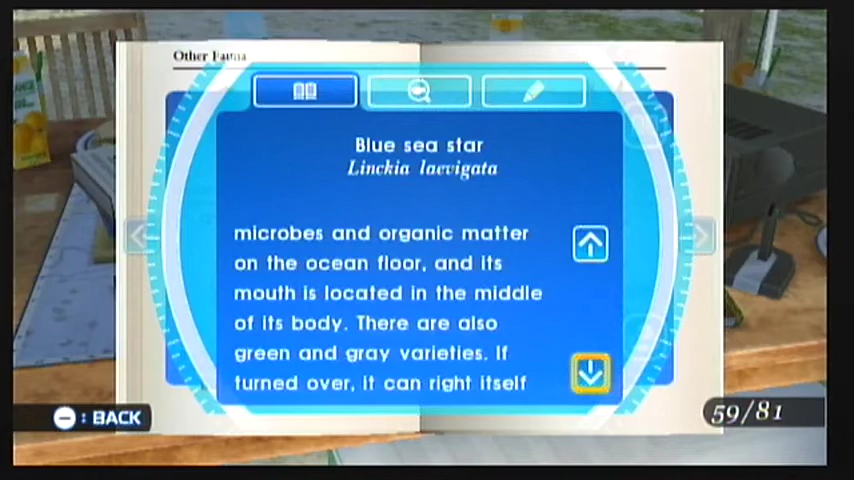 Other Fauna
Blue sea star
Linckia laevigata
microbes and organic matter
on the ocean floor, and its
mouth is located in the middle
of its body. There are also
green and gray varieties. If
turned over, it can right itself
− : BACK
59/81